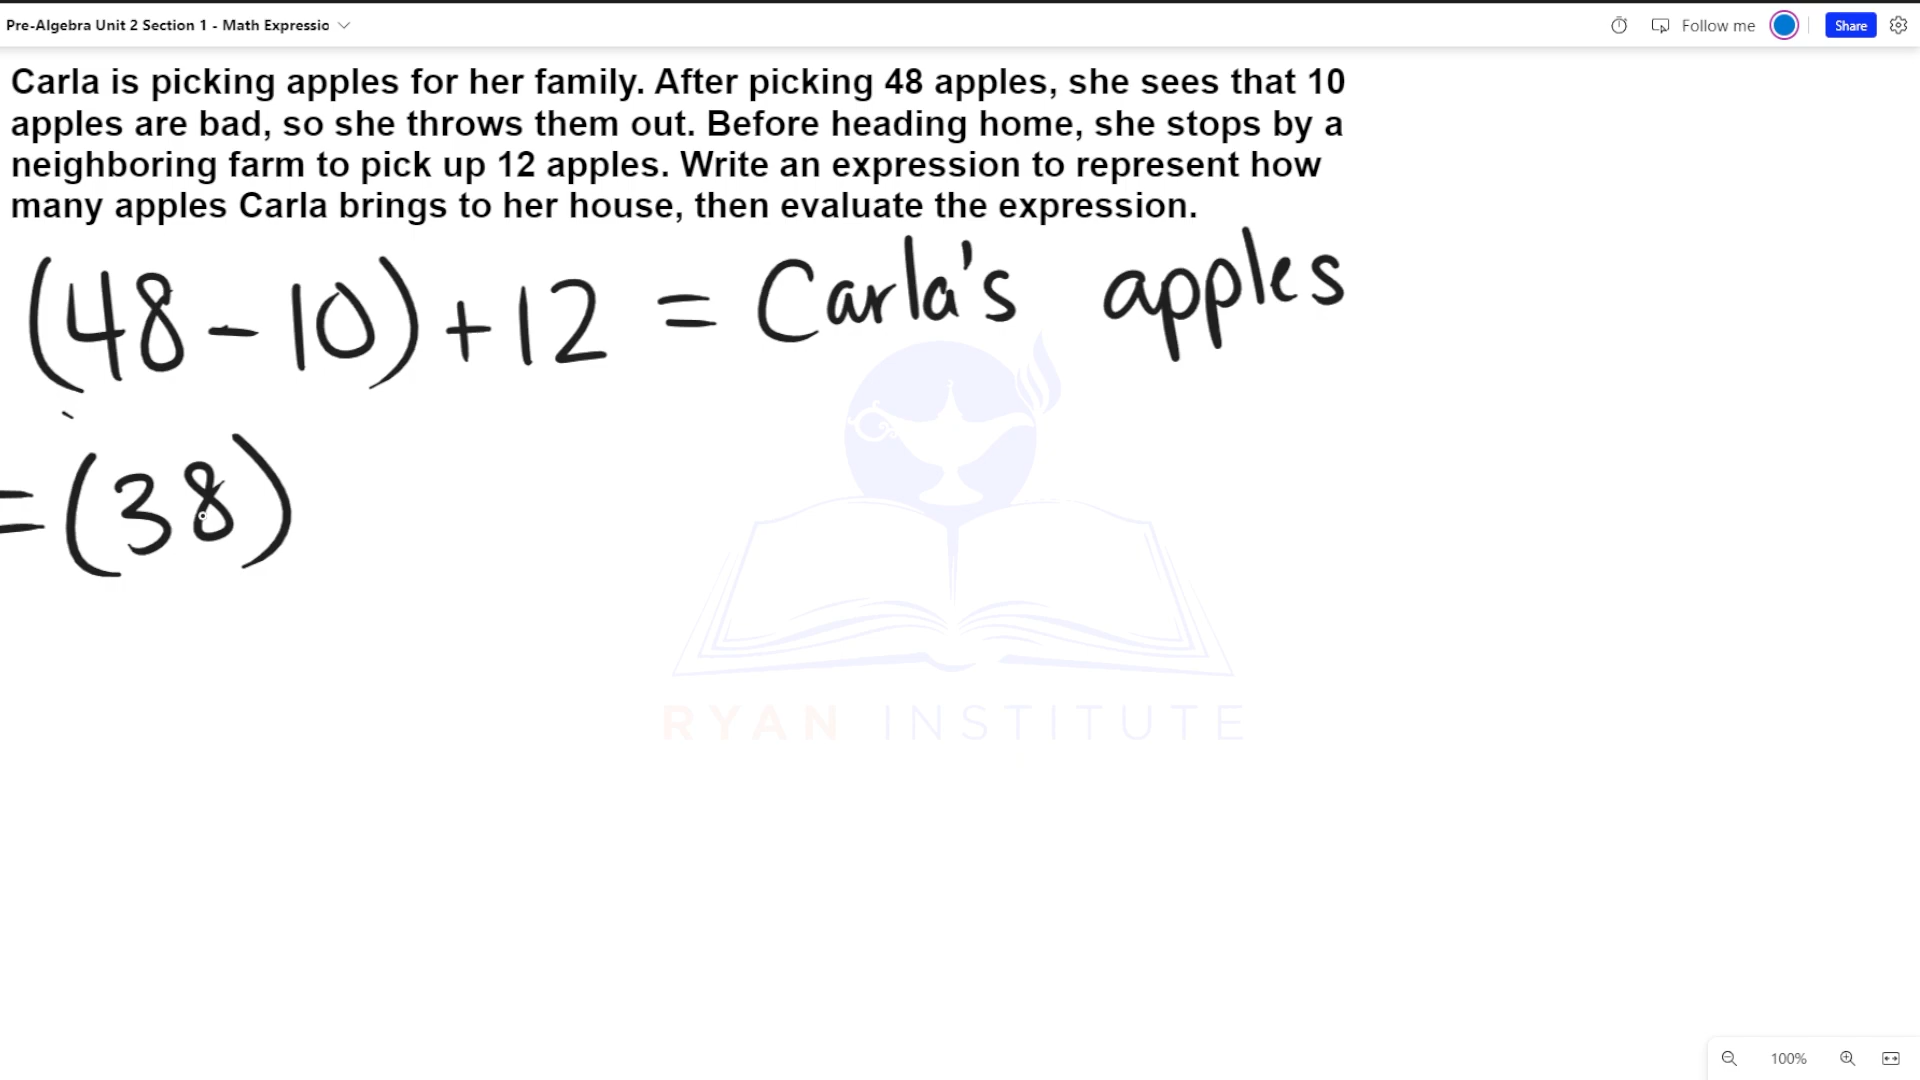 Pre-Algebra Unit 2 Section 1 - Math Expressio
Follow me
Share
Carla is picking apples for her family. After picking 48 apples, she sees that 10
apples are bad, so she throws them out. Before heading home, she stops by a
neighboring farm to pick up 12 apples. Write an expression to represent how
many apples Carla brings to her house, then evaluate the expression.
(48-10)+12 = Carla's apples
=(38)
RYAN INSTITUTE
100%